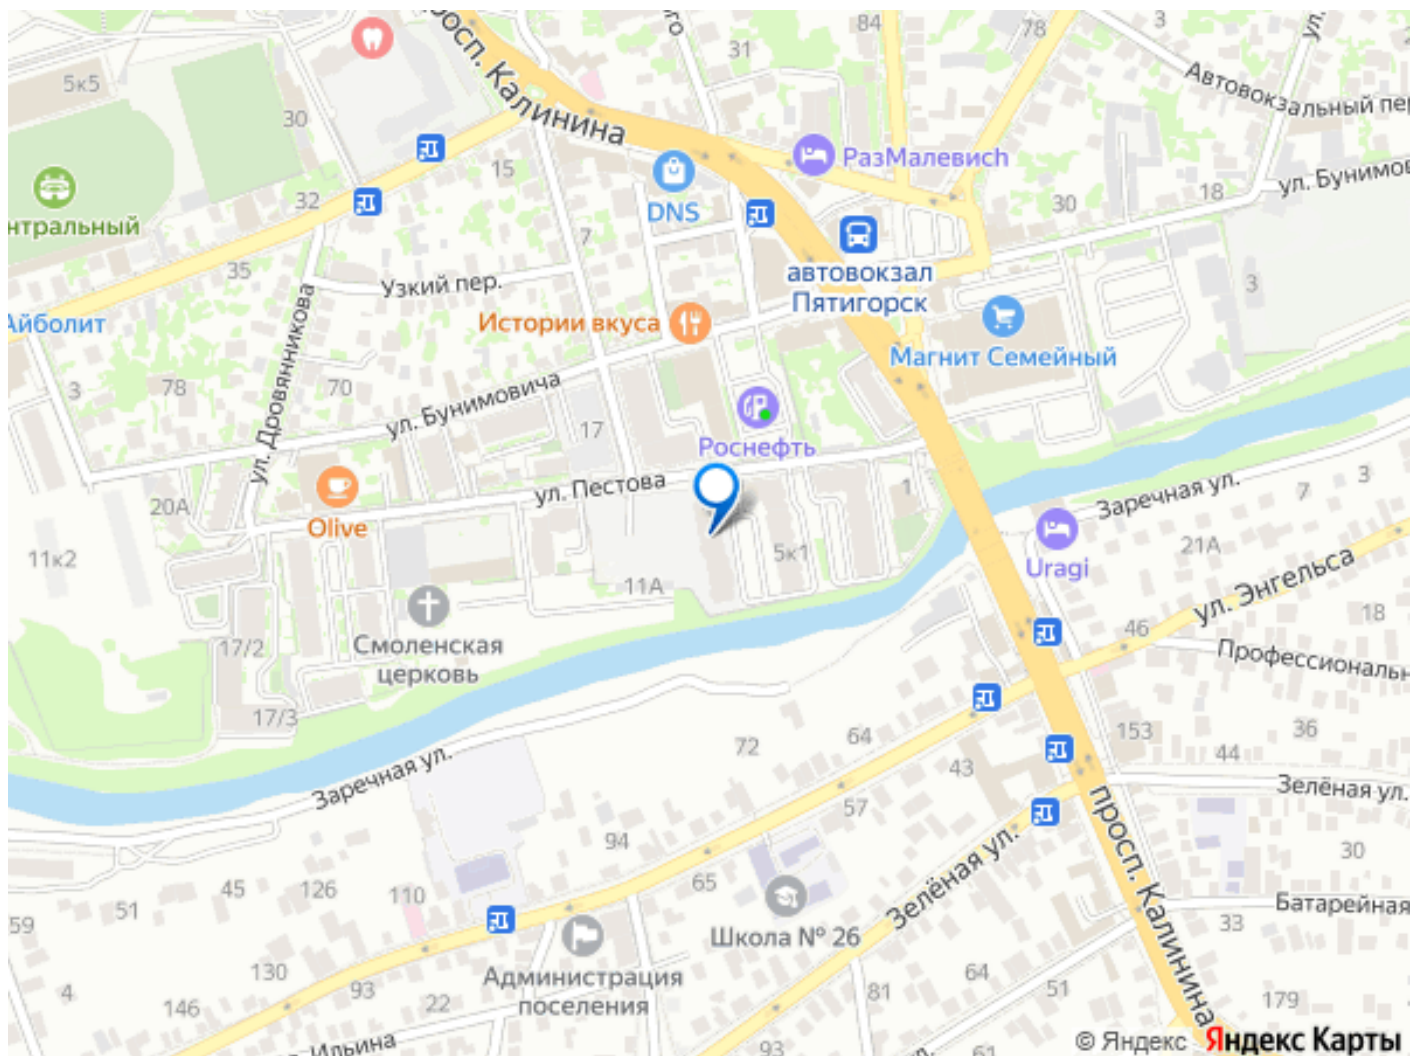 просп. Калинина
84
78
3
ул.
31
5к5
Автовокзальный пер
30
15
РазМалевич
ул. Бунимов
18
32
DNS
30
нтральный
7
автовокзал
Пятигорск
35
Узкий пер.
3
Айболит
Истории вкуса
Магнит Семейный
ул. Дровянникова
78
70
3
ул. Бунимовича
17
Роснефть
ул. Пестова
20А
Olive
1
Заречная ул.
7
3
11к2
5к1
Uragi
21А
ул. Энгельса
11А
18
Смоленская
церковь
17/2
46
Профессиональн
17/3
72
64
153
36
44
43
Заречная ул.
Зелёная ул.
57
94
просп. Калинина
30
Зелёная ул.
45
126
110
65
51
59
Батарейная
33
Школа № 26
Администрация
поселения
130
4
146
93
22
64
51
81
179
Ильина
93
61
© Яндекс Яндекс Карты